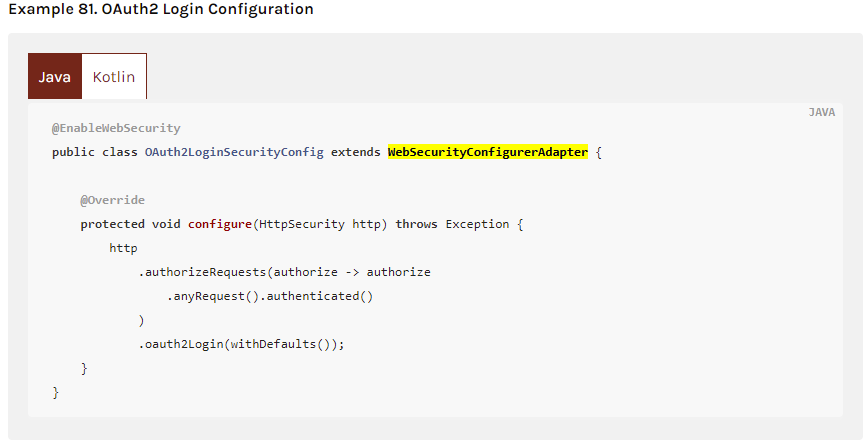 Example 81. OAuth2 Login Configuration
Java Kotlin
JAVA
@EnableWebSecurity
public class OAuth2LoginSecurityConfig extends WebSecurityConfigurerAdapter {
@Override
protected void configure(HttpSecurity http) throws Exception {
http
.authorizeRequests(authorize -> authorize
.anyRequest().authenticated()
)
.oauth2Login(withDefaults());
}
}